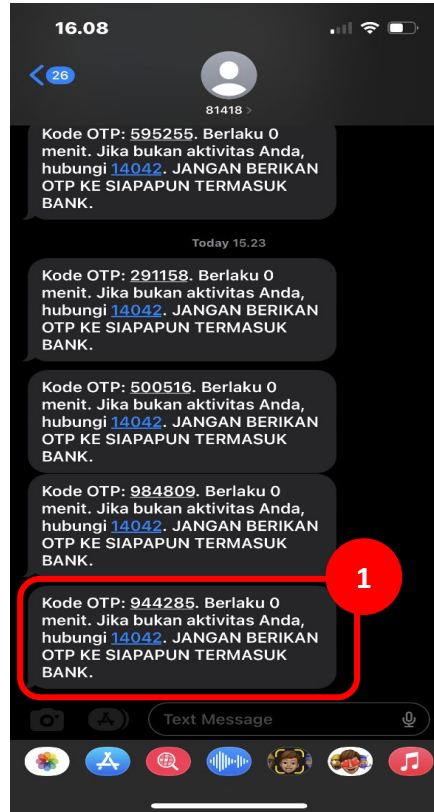 16.08
26
81418
Kode OTP: 595255. Berlaku 0
menit. Jika bukan aktivitas Anda,
hubungi 14042. JANGAN BERIKAN
OTP KE SIAPAPUN TERMASUK
BANK.
Today 15.23
Kode OTP: 291158. Berlaku 0
menit. Jika bukan aktivitas Anda,
hubungi 14042. JANGAN BERIKAN
OTP KE SIAPAPUN TERMASUK
BANK.
Kode OTP: 500516. Berlaku 0
menit. Jika bukan aktivitas Anda,
hubungi 14042. JANGAN BERIKAN
OTP KE SIAPAPUN TERMASUK
BANK.
Kode OTP: 984809. Berlaku 0
menit. Jika bukan aktivitas Anda,
hubungi 14042. JANGAN BERIKAN
OTP KE SIAPAPUN TERMASUK
BANK.
1
Kode OTP: 944285. Berlaku 0
menit. Jika bukan aktivitas Anda,
hubungi 14042. JANGAN BERIKAN
OTP KE SIAPAPUN TERMASUK
BANK.
Text Message